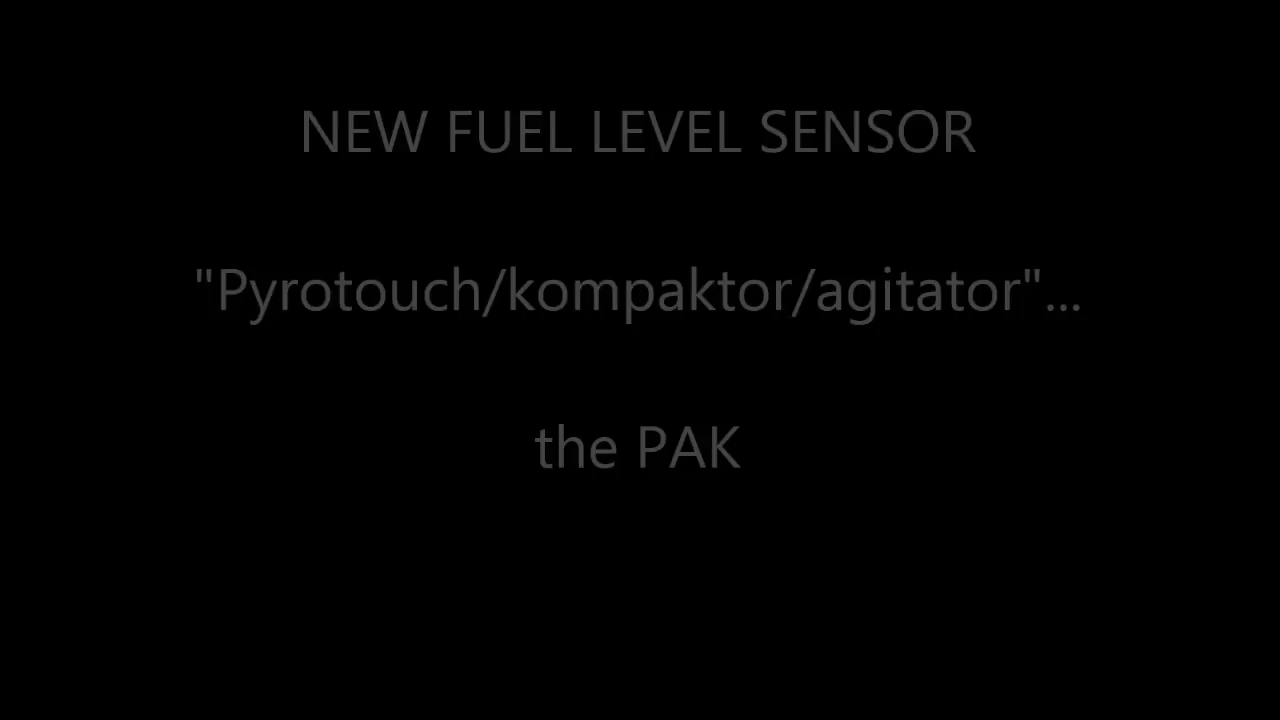 NEW FUEL LEVEL SENSOR
"Pyrotouch/kompaktor/agitator"...
the PAK